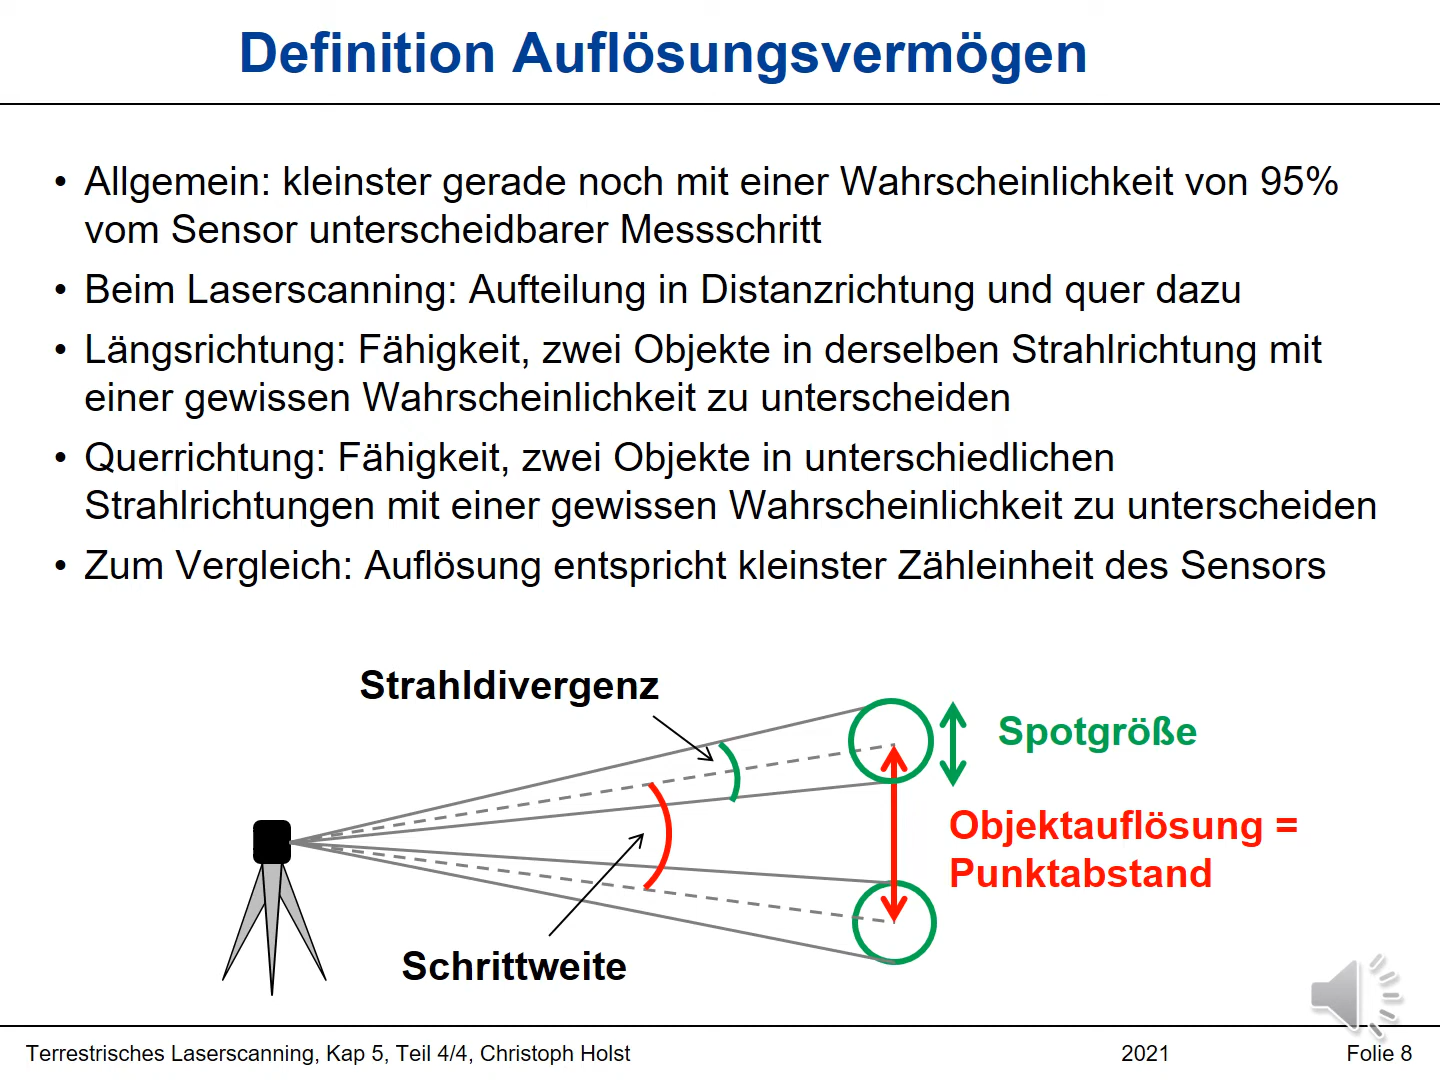 Definition Auflösungsvermögen
• Allgemein: kleinster gerade noch mit einer Wahrscheinlichkeit von 95%
vom Sensor unterscheidbarer Messschritt
• Beim Laserscanning: Aufteilung in Distanzrichtung und quer dazu
• Längsrichtung: Fähigkeit, zwei Objekte in derselben Strahlrichtung mit
einer gewissen Wahrscheinlichkeit zu unterscheiden
• Querrichtung: Fähigkeit, zwei Objekte in unterschiedlichen
Strahlrichtungen mit einer gewissen Wahrscheinlichkeit zu unterscheiden
• Zum Vergleich: Auflösung entspricht kleinster Zähleinheit des Sensors
Strahldivergenz
Spotgröße
Objektauflösung =
Punktabstand
Schrittweite
Terrestrisches Laserscanning, Kap 5, Teil 4/4, Christoph Holst
2021
Folie 8